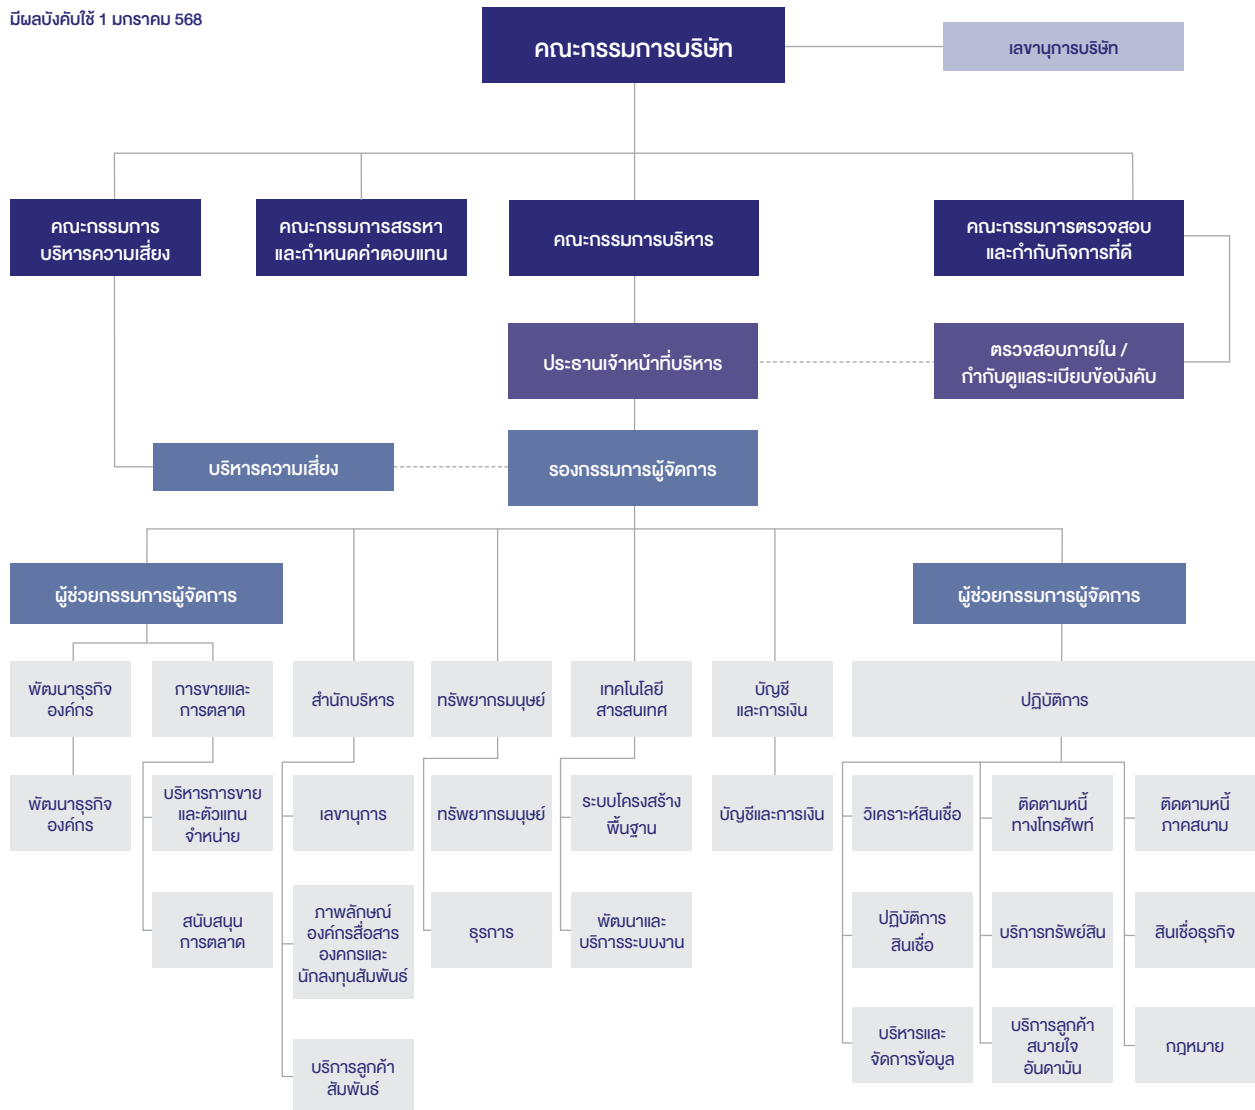 มีผลบังคับใช้ 1 มกราคม 568
คณะกรรมการบริษัท
เลขานุการบริษัท
คณะกรรมการ
บริหารความเสี่ยง
คณะกรรมการสรรหา
และกำหนดค่าตอบแทน
คณะกรรมการบริหาร
คณะกรรมการตรวจสอบ
และกำกับกิจการที่ดี
ประธานเจ้าหน้าที่บริหาร
ตรวจสอบภายใน /
กำกับดูแลระเบียบข้อบังคับ
บริหารความเสี่ยง
รองกรรมการผู้จัดการ
ผู้ช่วยกรรมการผู้จัดการ
ผู้ช่วยกรรมการผู้จัดการ
พัฒนาธุรกิจ
องค์กร
การขายและ
การตลาด
สำนักบริหาร
ทรัพยากรมนุษย์
เทคโนโลยี
สารสนเทศ
บัญชี
และการเงิน
ปฏิบัติการ
พัฒนาธุรกิจ
องค์กร
บริหารการขาย
และตัวแทน
จำหน่าย
เลขานุการ
ทรัพยากรมนุษย์
ระบบโครงสร้าง
พื้นฐาน
บัญชีและการเงิน
วิเคราะห์สินเชื่อ
ติดตามหนี้
ทางโทรศัพท์
ติดตามหนี้
ภาคสนาม
สนับสนุน
การตลาด
ภาพลักษณ์
องค์กรสื่อสาร
องคกรและ
นักลงทุนสัมพันธ์
ธุรการ
พัฒนาและ
บริการระบบงาน
ปฏิบัติการ
สินเชื่อ
บริการทรัพย์สิน
สินเชื่อธุรกิจ
บริการลูกค้า
สัมพันธ์
บริหารและ
จัดการข้อมูล
บริการลูกค้า
สบายใจ
อันดามัน
กฎหมาย